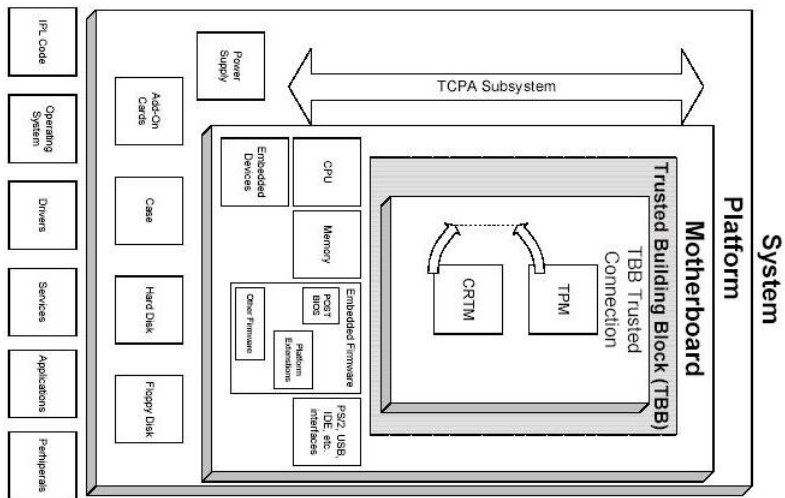 System
Platform
Motherboard
Trusted Building Block (TBB)
TBB Trusted
Connection
TPM
CRTM
TCPA Subsystem
CPU
Memory
Embedded
Devices
Embedded Firmware
POST
BIOS
Platform
Extenstions
Other Firmware
PS/2, USB,
IDE, etc.
interfaces
Power
Supply
Add-On
Cards
Case
Hard Disk
Floppy Disk
IPL Code
Operating
System
Drivers
Services
Applications
Perhiperals